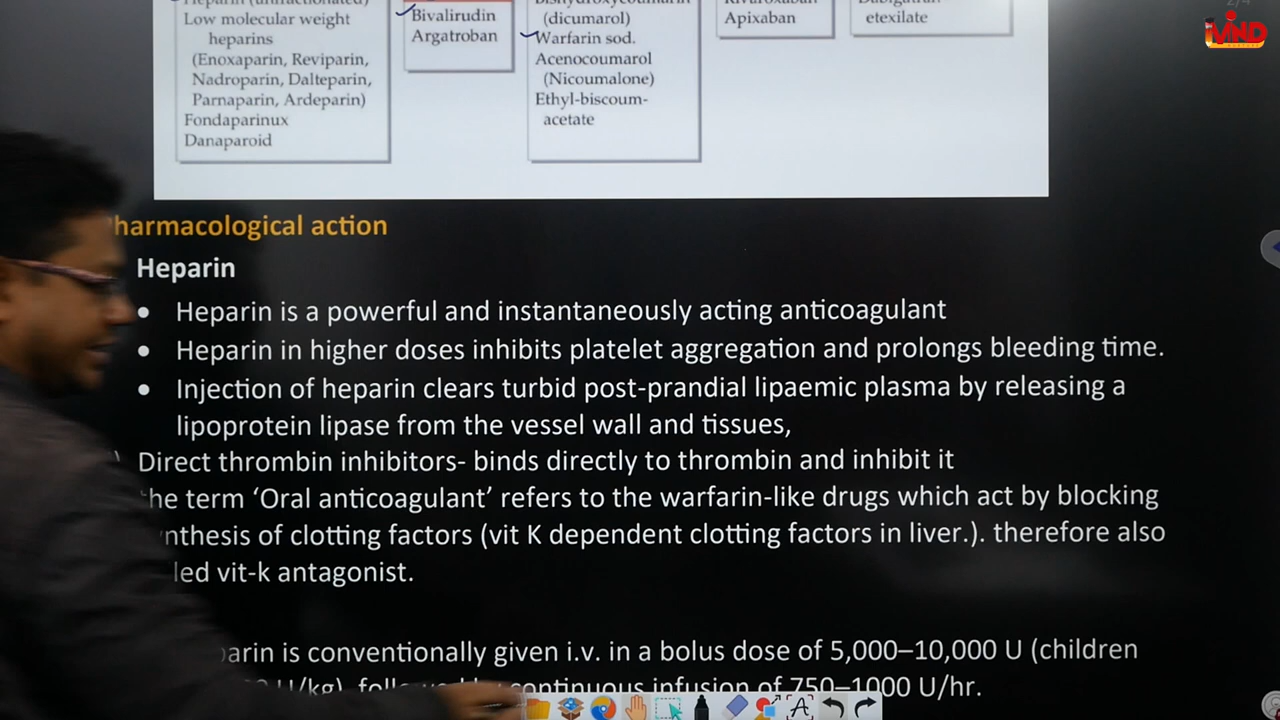 Low molecular weight
heparins
(Enoxaparin, Reviparin,
Nadroparin, Dalteparin,
Parnaparin, Ardeparin)
Fondaparinux
Danaparoid
Bivalirudin
Argatroban
(dicumarol)
Warfarin sod.
Acenocoumarol
(Nicoumalone)
Ethyl-biscoum-
acetate
Apixaban
etexilate
harmacological action
Heparin
• Heparin is a powerful and instantaneously acting anticoagulant
• Heparin in higher doses inhibits platelet aggregation and prolongs bleeding time.
• Injection of heparin clears turbid post-prandial lipaemic plasma by releasing a
lipoprotein lipase from the vessel wall and tissues,
Direct thrombin inhibitors- binds directly to thrombin and inhibit it
he term ‘Oral anticoagulant’ refers to the warfarin-like drugs which act by blocking
nthesis of clotting factors (vit K dependent clotting factors in liver.). therefore also
led vit-k antagonist.
arin is conventionally given i.v. in a bolus dose of 5,000–10,000 U (children
U/kg), followed by continuous infusion of 750–1000 U/hr.